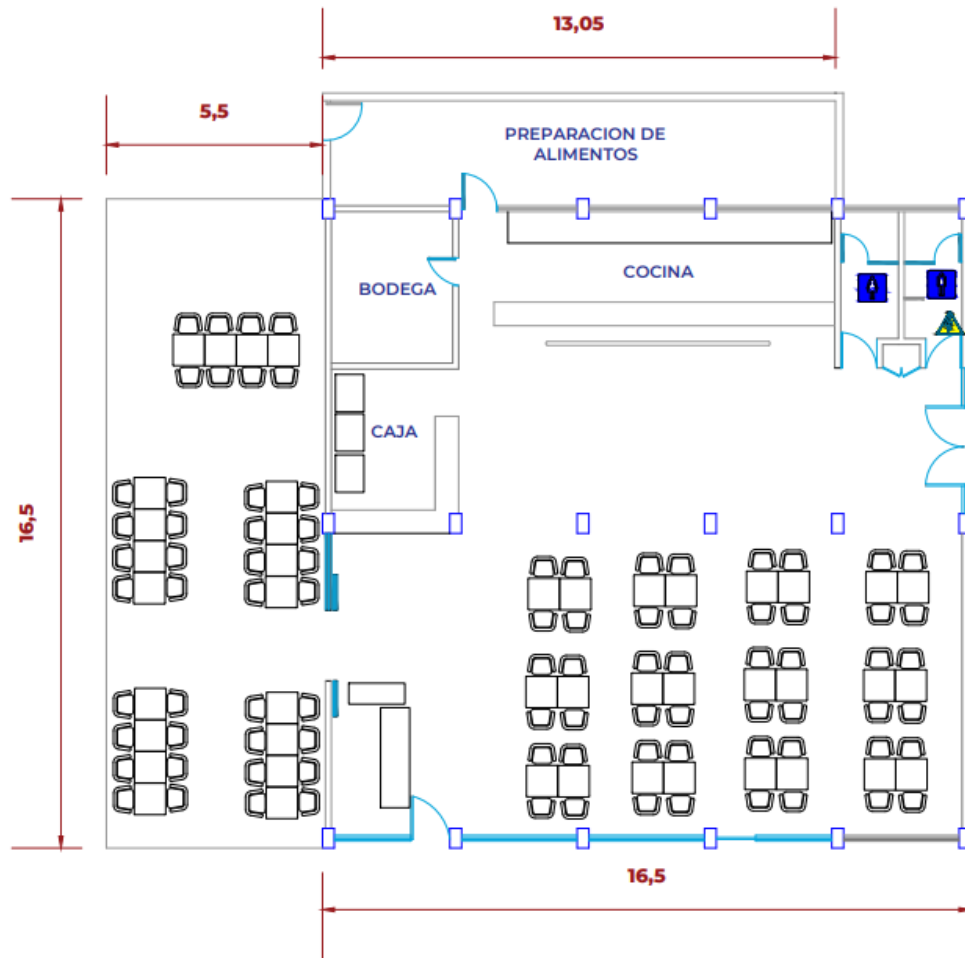 13,05
5,5
PREPARACION DE
ALIMENTOS
COCINA
BODEGA
CAJA
16,5
16,5